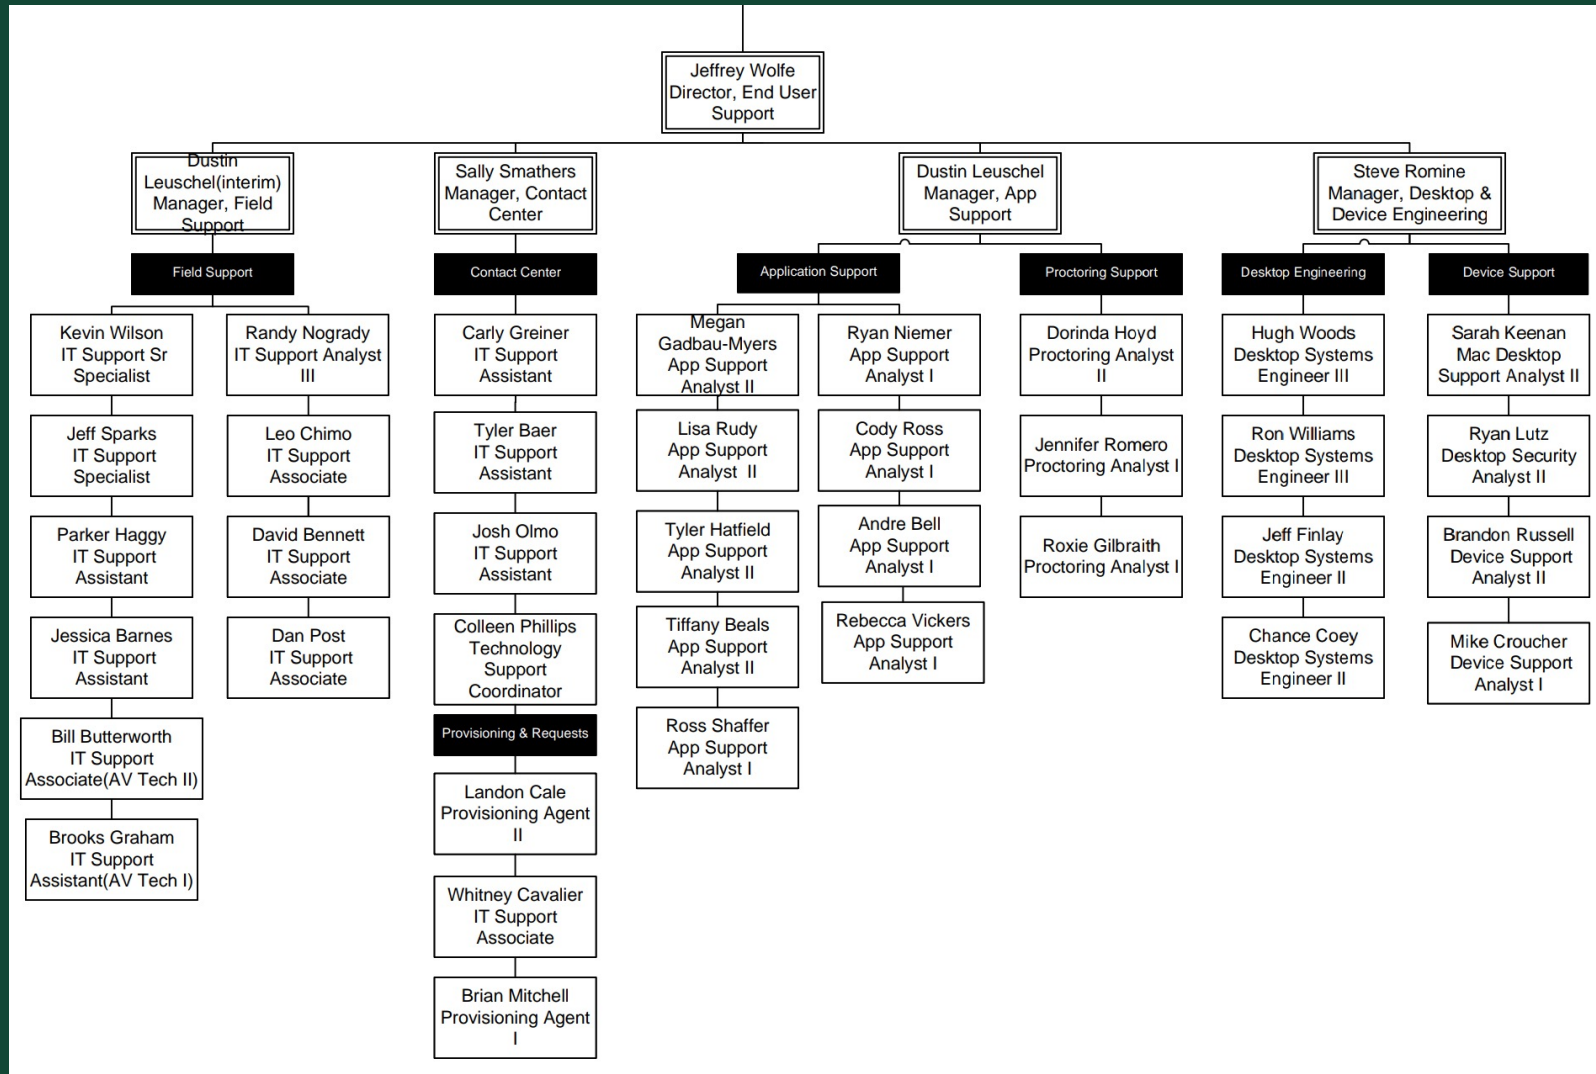 Jeffrey Wolfe
Director, End User
Support
Dustin
Leuschel(interim)
Manager, Field
Support
Sally Smathers
Manager, Contact
Center
Dustin Leuschel
Manager, App
Support
Steve Romine
Manager, Desktop &
Device Engineering
Field Support
Kevin Wilson
IT Support Sr
Specialist
Jeff Sparks
IT Support
Specialist
Parker Haggy
IT Support
Assistant
Jessica Barnes
IT Support
Assistant
Bill Butterworth
IT Support
Associate(AV Tech II)
Brooks Graham
IT Support
Assistant(AV Tech I)
Randy Nogrady
IT Support Analyst
III
Leo Chimo
IT Support
Associate
David Bennett
IT Support
Associate
Dan Post
IT Support
Associate
Contact Center
Carly Greiner
IT Support
Assistant
Tyler Baer
IT Support
Assistant
Josh Olmo
IT Support
Assistant
Colleen Phillips
Technology
Support
Coordinator
Provisioning & Requests
Landon Cale
Provisioning Agent
II
Whitney Cavalier
IT Support
Associate
Brian Mitchell
Provisioning Agent
I
Application Support
Megan
Gadbau-Myers
App Support
Analyst II
Lisa Rudy
App Support
Analyst II
Tyler Hatfield
App Support
Analyst II
Tiffany Beals
App Support
Analyst II
Ross Shaffer
App Support
Analyst I
Ryan Niemer
App Support
Analyst I
Cody Ross
App Support
Analyst I
Andre Bell
App Support
Analyst I
Rebecca Vickers
App Support
Analyst I
Proctoring Support
Dorinda Hoyd
Proctoring Analyst
II
Jennifer Romero
Proctoring Analyst I
Roxie Gilbraith
Proctoring Analyst I
Desktop Engineering
Hugh Woods
Desktop Systems
Engineer III
Ron Williams
Desktop Systems
Engineer III
Jeff Finlay
Desktop Systems
Engineer II
Chance Coey
Desktop Systems
Engineer II
Device Support
Sarah Keenan
Mac Desktop
Support Analyst II
Ryan Lutz
Desktop Security
Analyst II
Brandon Russell
Device Support
Analyst II
Mike Croucher
Device Support
Analyst I